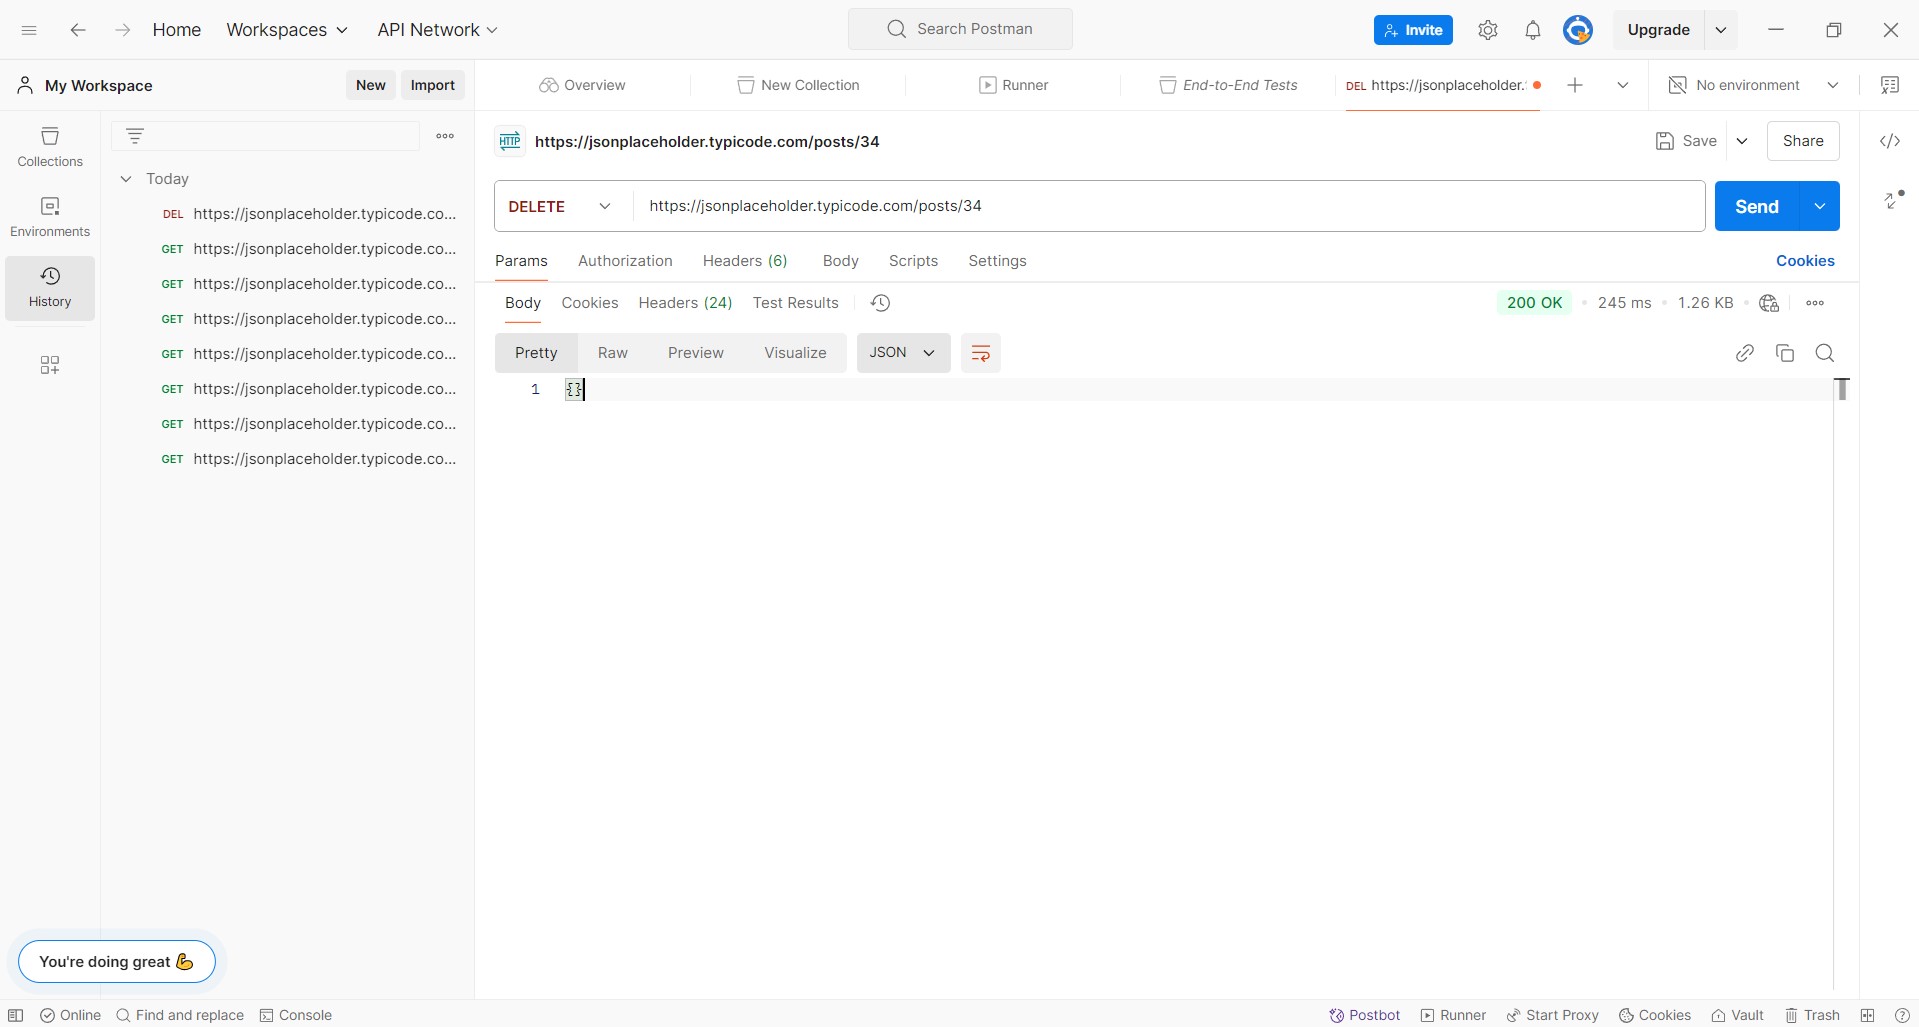 Home Workspaces API Network Search Postman Invite Upgrade
My Workspace New Import Overview New Collection Runner End-to-End Tests DEL https://jsonplaceholder. No environment
Collections
Environments
History
Today
DEL https://jsonplaceholder.typicode.co...
GET https://jsonplaceholder.typicode.co...
GET https://jsonplaceholder.typicode.co...
GET https://jsonplaceholder.typicode.co...
GET https://jsonplaceholder.typicode.co...
GET https://jsonplaceholder.typicode.co...
GET https://jsonplaceholder.typicode.co...
GET https://jsonplaceholder.typicode.co...
You're doing great 💪
HTTP https://jsonplaceholder.typicode.com/posts/34 Save Share
DELETE https://jsonplaceholder.typicode.com/posts/34 Send
Params Authorization Headers (6) Body Scripts Settings Cookies
Body Cookies Headers (24) Test Results 200 OK 245 ms 1.26 KB
Pretty Raw Preview Visualize JSON
1 {}
Online Find and replace Console Postbot Runner Start Proxy Cookies Vault Trash